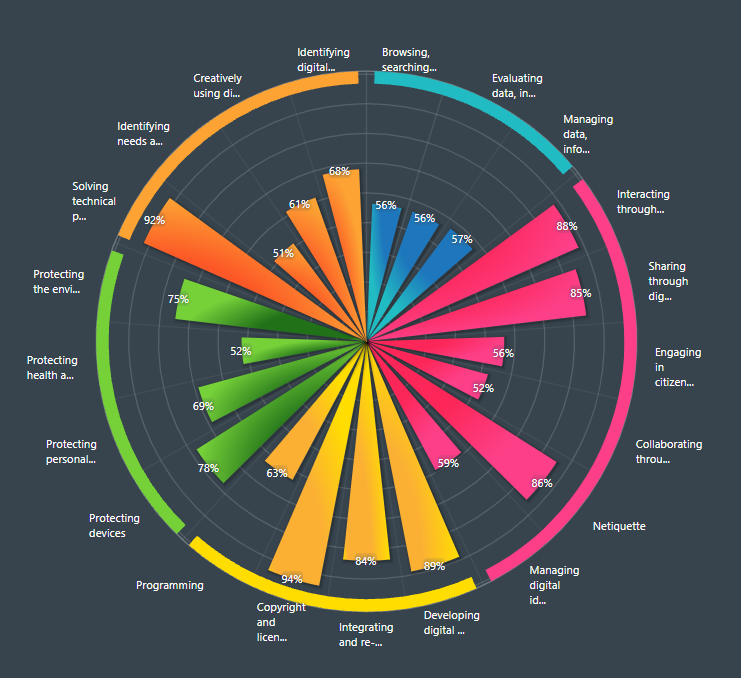 Identifying
digital...
Browsing,
searching...
Creatively
using di...
Evaluating
data, in...
Identifying
needs a...
Managing
data,
info...
68%
Solving
technical
p...
Interacting
through...
61%
56%
56%
92%
88%
57%
51%
Protecting
the envi...
Sharing
through
dig...
75%
85%
52%
56%
Protecting
health a...
Engaging
in
citizen...
52%
69%
Protecting
personal...
Collaborating
throu...
78%
63%
59%
86%
Protecting
devices
Netiquette
84%
89%
94%
Programming
Managing
digital
id...
Copyright
and
licen...
Integrating
and re-...
Developing
digital ...